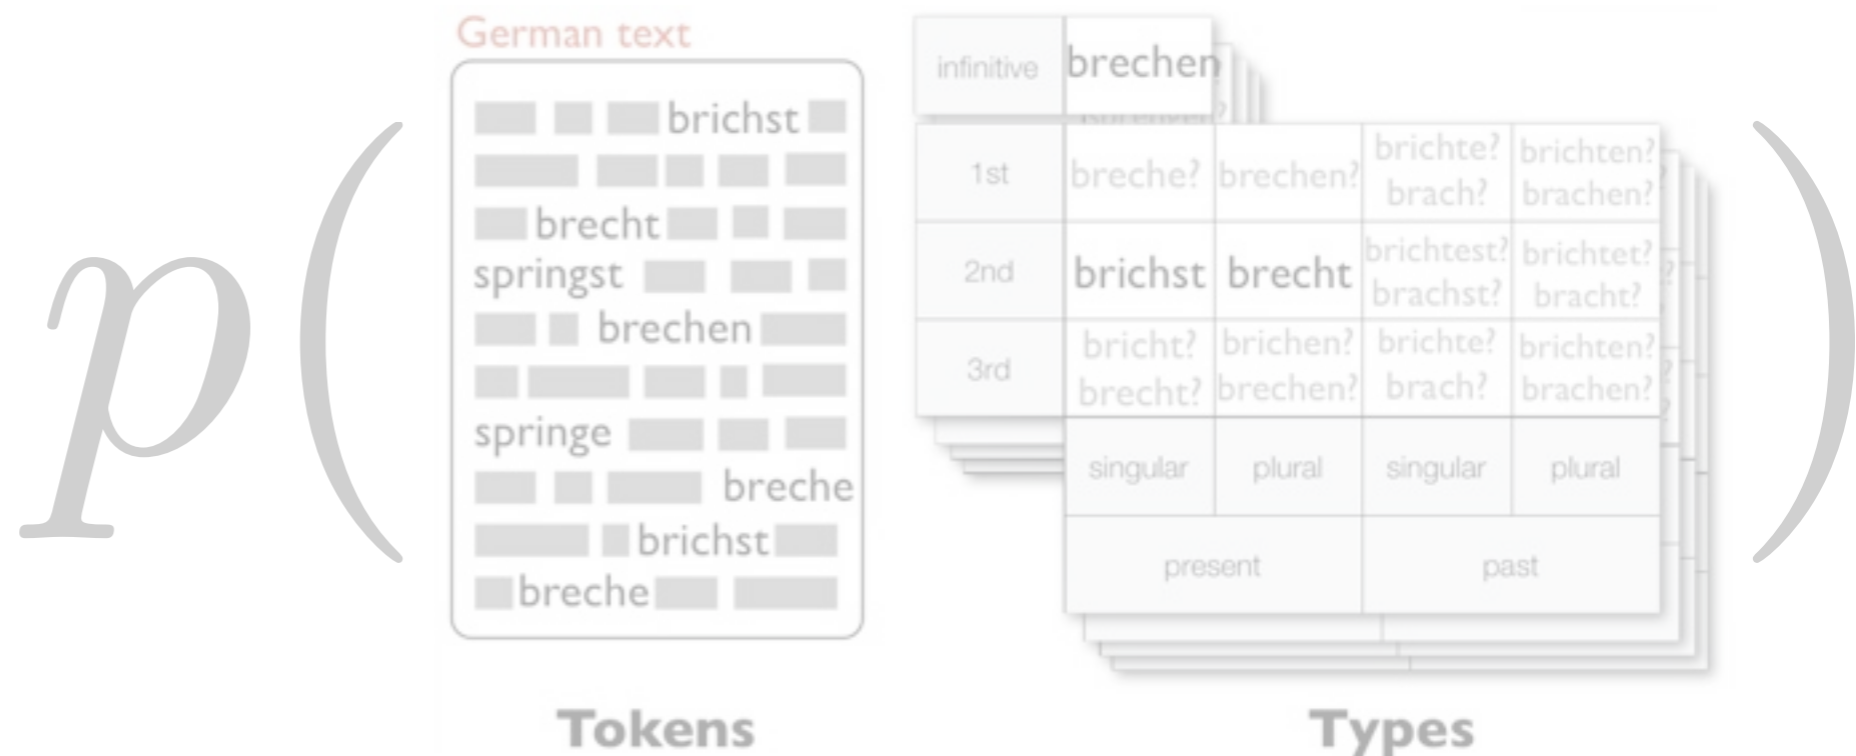 p(
German text
brichst
brecht
springst
brechen
springe
breche
brichst
breche
Tokens
infinitive brechen
1st breche? brechen? brichte? brach? brichten? brachen?
2nd brichst brecht brichtest? brachst? brichtet? bracht?
3rd bricht? brecht? brichen? brechen? brichte? brach? brichten? brachen?
singular plural singular plural
present past
Types
)